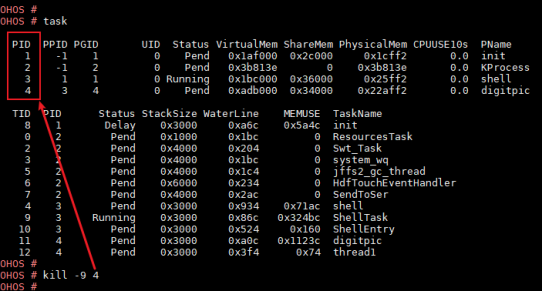 OHOS #
OHOS # task
PID PPID PGID UID Status VirtualMem ShareMem PhysicalMem CPUUSE10s PName
1 -1 1 0 Pend 0x1af000 0x2c000 0x1cff2 0.0 init
2 -1 2 0 Pend 0x3b813e 0 0x3b813e 0.0 KProcess
3 1 1 0 Running 0x1bc000 0x36000 0x25ff2 0.0 shell
4 3 4 0 Pend 0xadb000 0x34000 0x22aff2 0.0 digitpic
TID PID Status StackSize WaterLine MEMUSE TaskName
8 1 Delay 0x3000 0xa6c 0x5a4c init
0 2 Pend 0x1000 0x1bc 0 ResourcesTask
2 2 Pend 0x4000 0x204 0 Swt_Task
3 2 Pend 0x4000 0x1bc 0 system_wq
5 2 Pend 0x4000 0x1c4 0 jffs2_gc_thread
6 2 Pend 0x6000 0x234 0 HdfTouchEventHandler
7 2 Pend 0x4000 0x2ac 0 SendToSer
4 3 Pend 0x3000 0x934 0x71ac shell
9 3 Running 0x3000 0x86c 0x324bc ShellTask
10 3 Pend 0x3000 0x524 0x160 ShellEntry
11 4 Pend 0x3000 0xa0c 0x1123c digitpic
12 4 Pend 0x3000 0x3f4 0x74 thread1
OHOS #
OHOS # kill -9 4
OHOS #